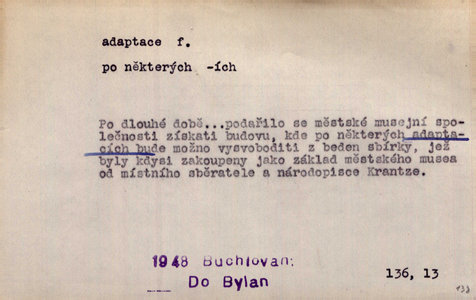 adaptace f.
po některých -ích
Po dlouhé době...podařilo se městské musejní spo-
lečnosti získati budovu, kde po některých adapta-
cích bude možno vysvoboditi z beden sbírky, jež
byly kdysi zakoupeny jako základ městského musea
od místního sběratele a národopisce Krantze.
1948 Buchlovan:
Do Bylan
136, 13